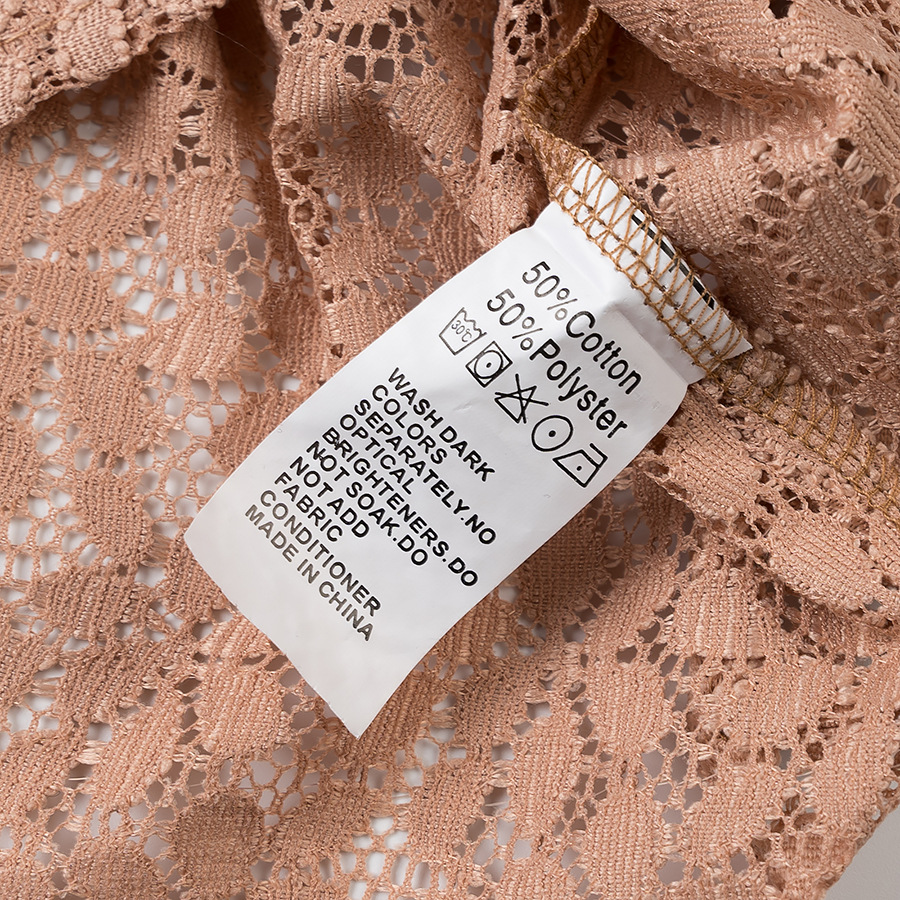 50%Cotton
50%Polyster
30℃
WASH DARK
COLORS
SEPARATELY.NO
OPTICAL
BRIGHTENERS.DO
NOT SOAK.DO
NOT ADD
FABRIC
CONDITIONER
MADE IN CHINA